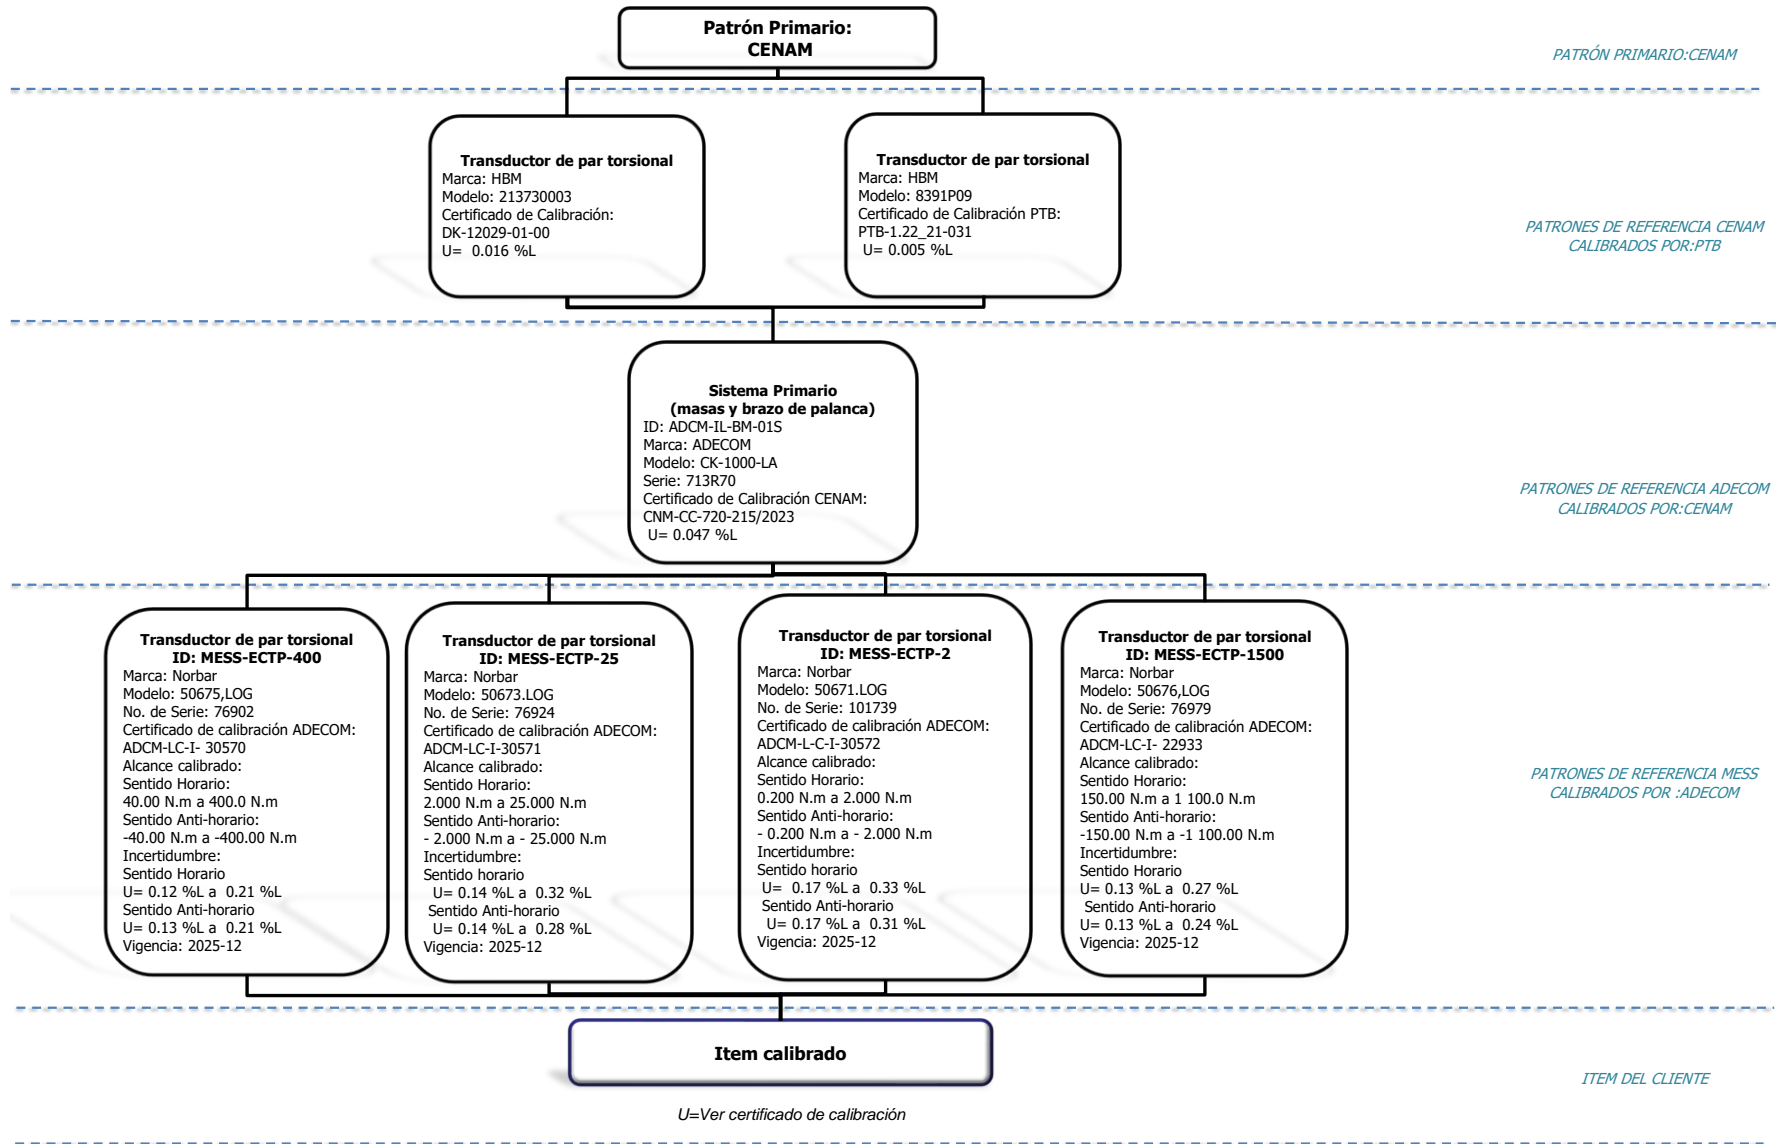 Patrón Primario:
CENAM
PATRÓN PRIMARIO:CENAM
Transductor de par torsional
Marca: HBM
Modelo: 213730003
Certificado de Calibración:
DK-12029-01-00
U=  0.016 %L
Transductor de par torsional
Marca: HBM
Modelo: 8391P09
Certificado de Calibración PTB:
PTB-1.22_21-031
U= 0.005 %L
PATRONES DE REFERENCIA CENAM
CALIBRADOS POR:PTB
Sistema Primario
(masas y brazo de palanca)
ID: ADCM-IL-BM-01S
Marca: ADECOM
Modelo: CK-1000-LA
Serie: 713R70
Certificado de Calibración CENAM:
CNM-CC-720-215/2023
U= 0.047 %L
PATRONES DE REFERENCIA ADECOM
CALIBRADOS POR:CENAM
Transductor de par torsional
ID: MESS-ECTP-400
Marca: Norbar
Modelo: 50675,LOG
No. de Serie: 76902
Certificado de calibración ADECOM:
ADCM-LC-I- 30570
Alcance calibrado:
Sentido Horario:
40.00 N.m a 400.0 N.m
Sentido Anti-horario:
-40.00 N.m a -400.00 N.m
Incertidumbre:
Sentido Horario
U= 0.12 %L a  0.21 %L
Sentido Anti-horario
U= 0.13 %L a  0.21 %L
Vigencia: 2025-12
Transductor de par torsional
ID: MESS-ECTP-25
Marca: Norbar
Modelo: 50673.LOG
No. de Serie: 76924
Certificado de calibración ADECOM:
ADCM-LC-I-30571
Alcance calibrado:
Sentido Horario:
2.000 N.m a 25.000 N.m
Sentido Anti-horario:
- 2.000 N.m a - 25.000 N.m
Incertidumbre:
Sentido horario
U= 0.14 %L a  0.32 %L
Sentido Anti-horario
U= 0.14 %L a  0.28 %L
Vigencia: 2025-12
Transductor de par torsional
ID: MESS-ECTP-2
Marca: Norbar
Modelo: 50671.LOG
No. de Serie: 101739
Certificado de calibración ADECOM:
ADCM-L-C-I-30572
Alcance calibrado:
Sentido Horario:
0.200 N.m a 2.000 N.m
Sentido Anti-horario:
- 0.200 N.m a - 2.000 N.m
Incertidumbre:
Sentido horario
U=  0.17 %L a  0.33 %L
Sentido Anti-horario
U= 0.17 %L a  0.31 %L
Vigencia: 2025-12
Transductor de par torsional
ID: MESS-ECTP-1500
Marca: Norbar
Modelo: 50676,LOG
No. de Serie: 76979
Certificado de calibración ADECOM:
ADCM-LC-I- 22933
Alcance calibrado:
Sentido Horario:
150.00 N.m a 1 100.0 N.m
Sentido Anti-horario:
-150.00 N.m a -1 100.00 N.m
Incertidumbre:
Sentido Horario
U= 0.13 %L a  0.27 %L
Sentido Anti-horario
U= 0.13 %L a  0.24 %L
Vigencia: 2025-12
PATRONES DE REFERENCIA MESS
CALIBRADOS POR :ADECOM
Item calibrado
ITEM DEL CLIENTE
U=Ver certificado de calibración